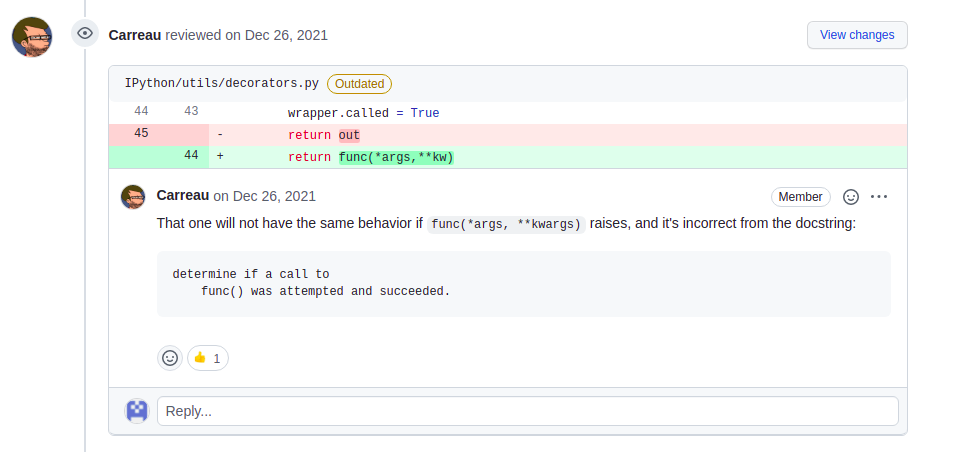 Carreau reviewed on Dec 26, 2021
View changes
IPython/utils/decorators.py Outdated
44 43 wrapper.called = True
45 - return out
44 + return func(*args,**kw)
Carreau on Dec 26, 2021
Member
That one will not have the same behavior if func(*args, **kwargs) raises, and it's incorrect from the docstring:
determine if a call to
func() was attempted and succeeded.
1
Reply...